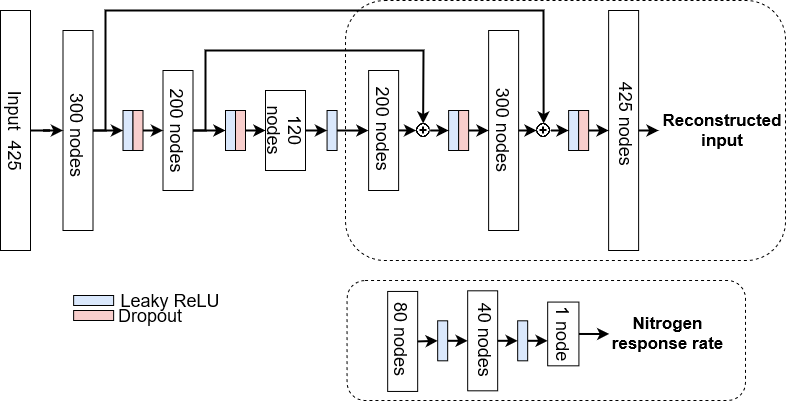 Input 425
300 nodes
200 nodes
120
nodes
200 nodes
300 nodes
425 nodes
Reconstructed
input
Leaky ReLU
Dropout
80 nodes
40 nodes
1 node
Nitrogen
response rate